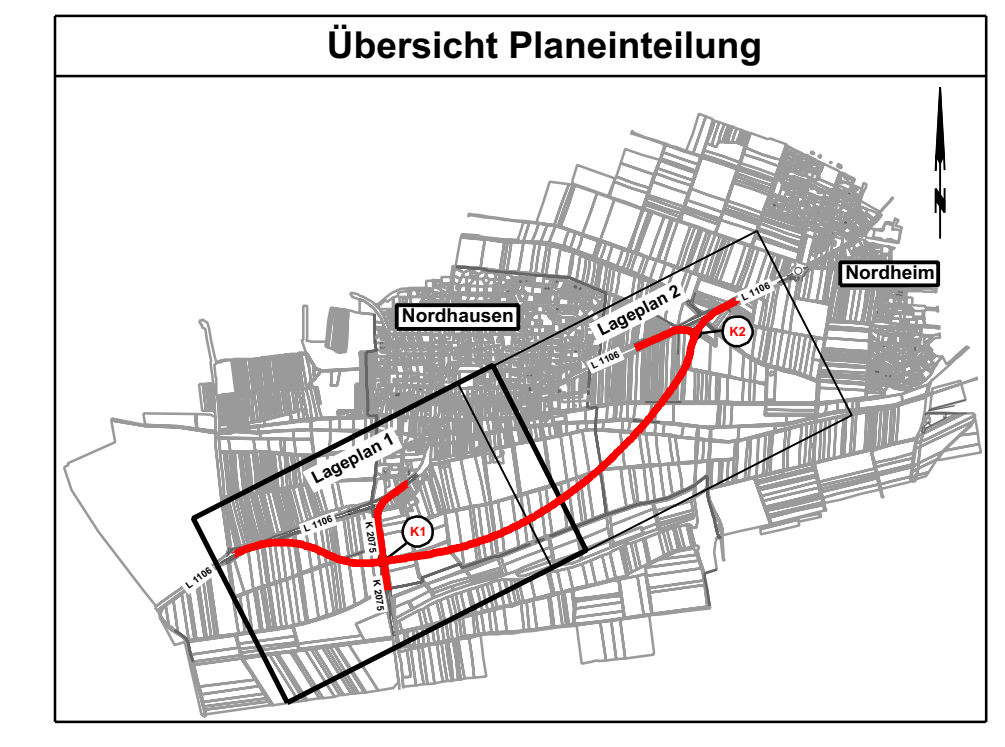 Übersicht Planeinteilung
N
Nordheim
Lageplan 2
L 1106
Nordhausen
K2
L 1106
Lageplan 1
L 1106
K 2075
K1
L 1106
K 2075